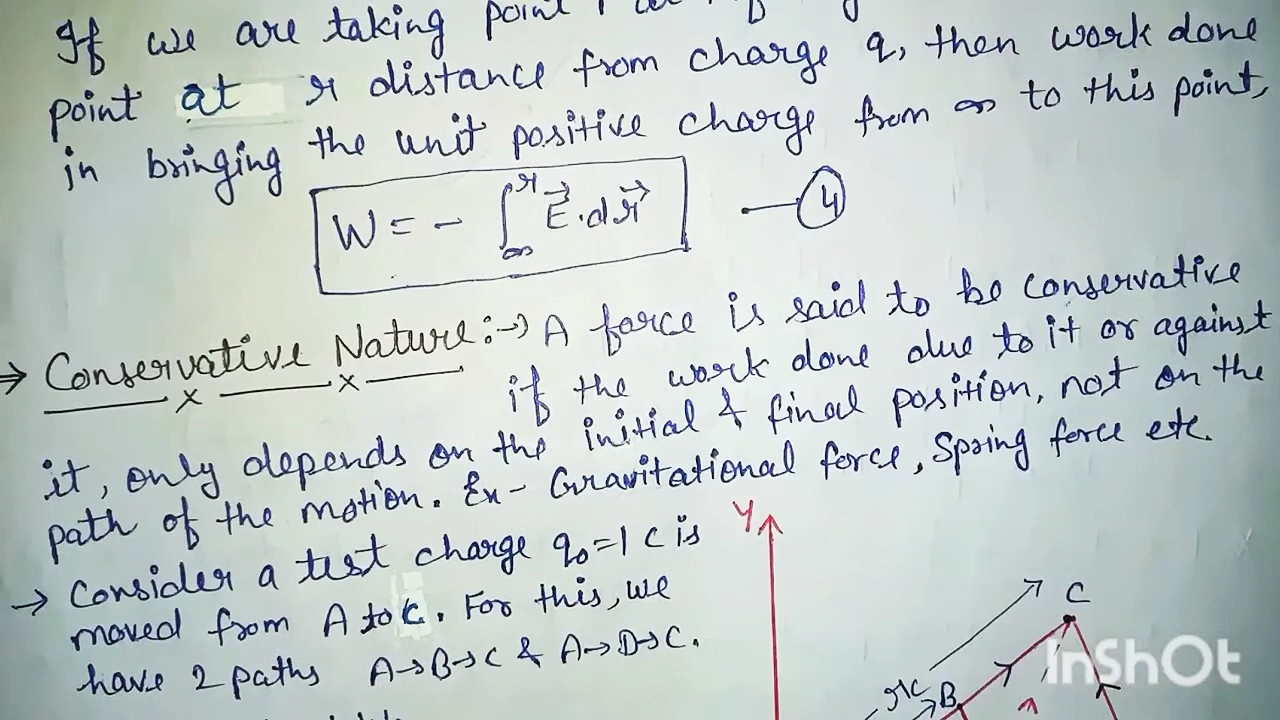 If we are taking point
point at r distance from charge q, then work done
in bringing the unit positive charge from ∞ to this point,
W = - ∫∞^r E⃗.dr⃗ —④
⇒ Conservative Nature:→ A force is said to be conservative
if the work done due to it or against
it, only depends on the initial & final position, not on the
path of the motion. Ex- Gravitational force, Spring force etc.
→ Consider a test charge q₀=1 C is
moved from A to C. For this, we
have 2 paths A→B→C & A→D→C.
Y
C
rc
B
InShOt